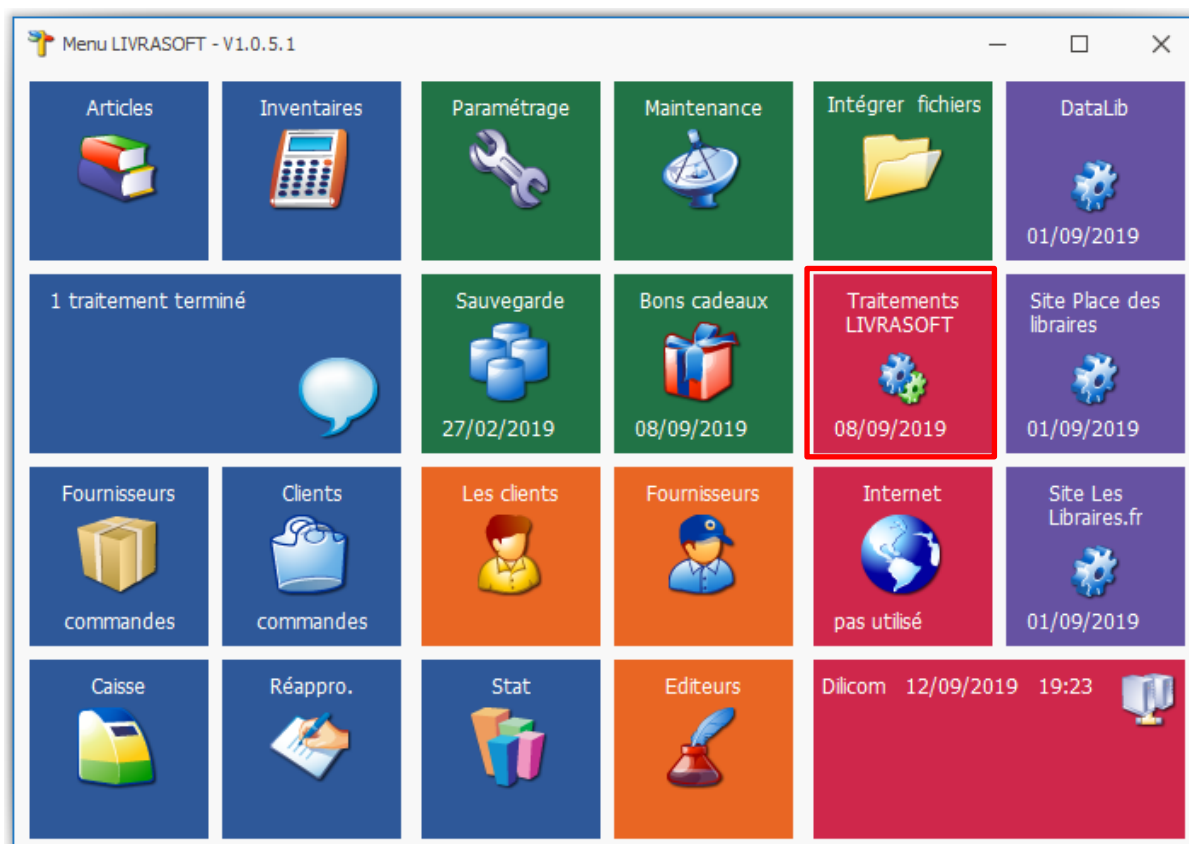 Menu LIVRASOFT - V1.0.5.1
Articles
Inventaires
Paramétrage
Maintenance
Intégrer fichiers
DataLib
01/09/2019
1 traitement terminé
Sauvegarde
27/02/2019
Bons cadeaux
08/09/2019
Traitements
LIVRASOFT
08/09/2019
Site Place des
libraires
01/09/2019
Fournisseurs
commandes
Clients
commandes
Les clients
Fournisseurs
Internet
pas utilisé
Site Les
Libraires.fr
01/09/2019
Caisse
Réappro.
Stat
Editeurs
Dilicom 12/09/2019 19:23